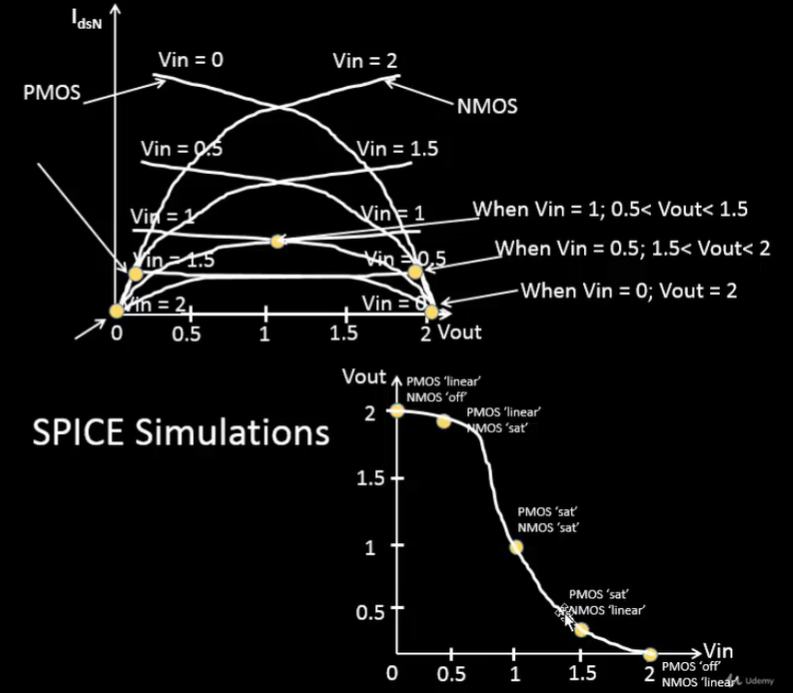 IdsN
Vin = 0
Vin = 2
PMOS
NMOS
Vin = 0.5
Vin = 1.5
Vin = 1
Vin = 1
When Vin = 1; 0.5< Vout< 1.5
Vin = 1.5
Vin = 0.5
When Vin = 0.5; 1.5< Vout< 2
Vin = 2
Vin = 0
When Vin = 0; Vout = 2
0 0.5 1 1.5 2 Vout
Vout
PMOS ‘linear’
NMOS ‘off’
2
PMOS ‘linear’
NMOS ‘sat’
SPICE Simulations
1.5
PMOS ‘sat’
NMOS ‘sat’
1
PMOS ‘sat’
NMOS ‘linear’
0.5
Vin
0 0.5 1 1.5 2
PMOS ‘off’
NMOS ‘linear’
Udemy